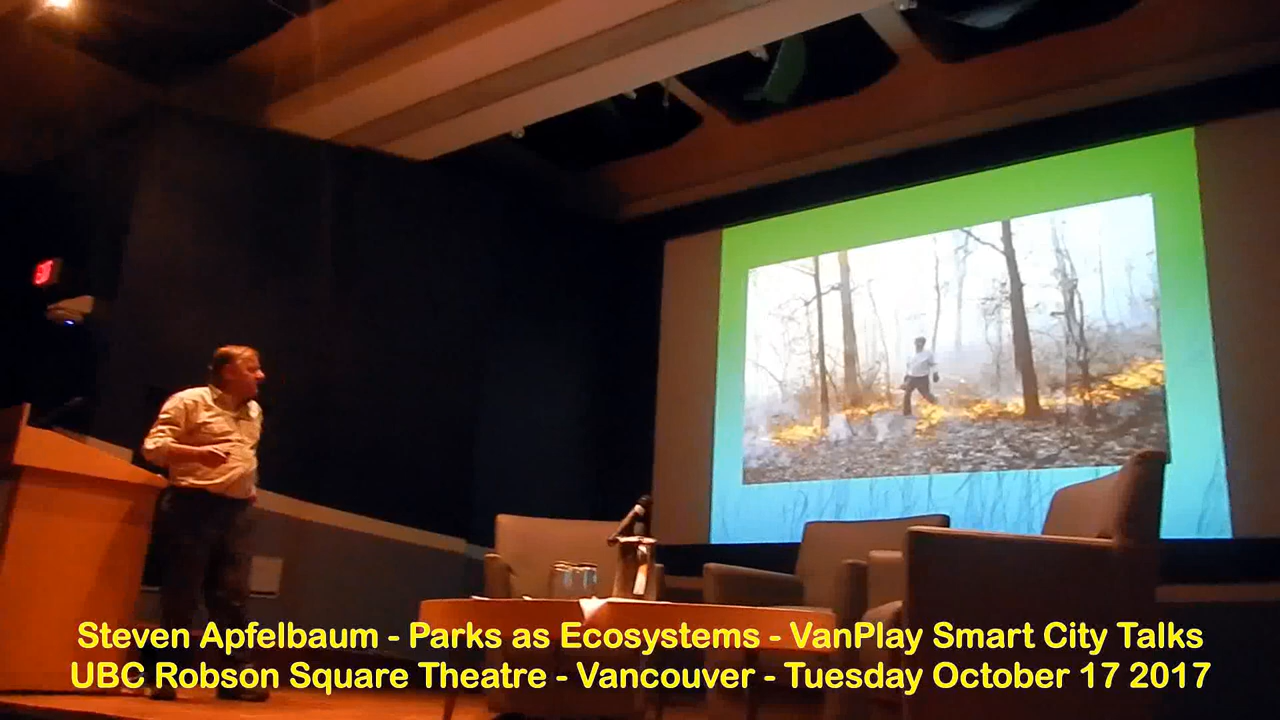 Steven Apfelbaum - Parks as Ecosystems - VanPlay Smart City Talks
UBC Robson Square Theatre - Vancouver - Tuesday October 17 2017